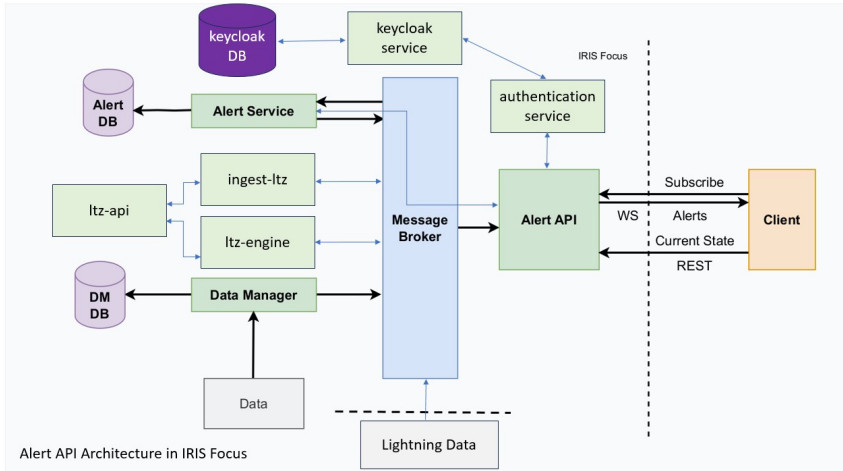 keycloak
DB
keycloak
service
IRIS Focus
Alert
DB
Alert Service
authentication
service
ingest-ltz
ltz-api
ltz-engine
Message
Broker
Alert API
Subscribe
WS
Alerts
Current State
REST
Client
DM
DB
Data Manager
Data
Lightning Data
Alert API Architecture in IRIS Focus